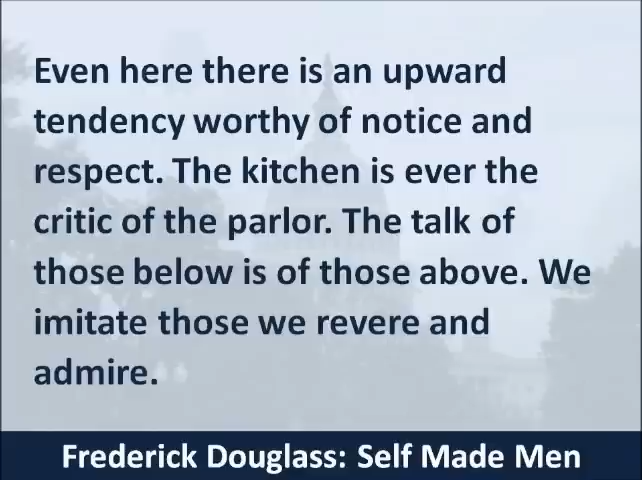 Even here there is an upward
tendency worthy of notice and
respect. The kitchen is ever the
critic of the parlor. The talk of
those below is of those above. We
imitate those we revere and
admire.
Frederick Douglass: Self Made Men